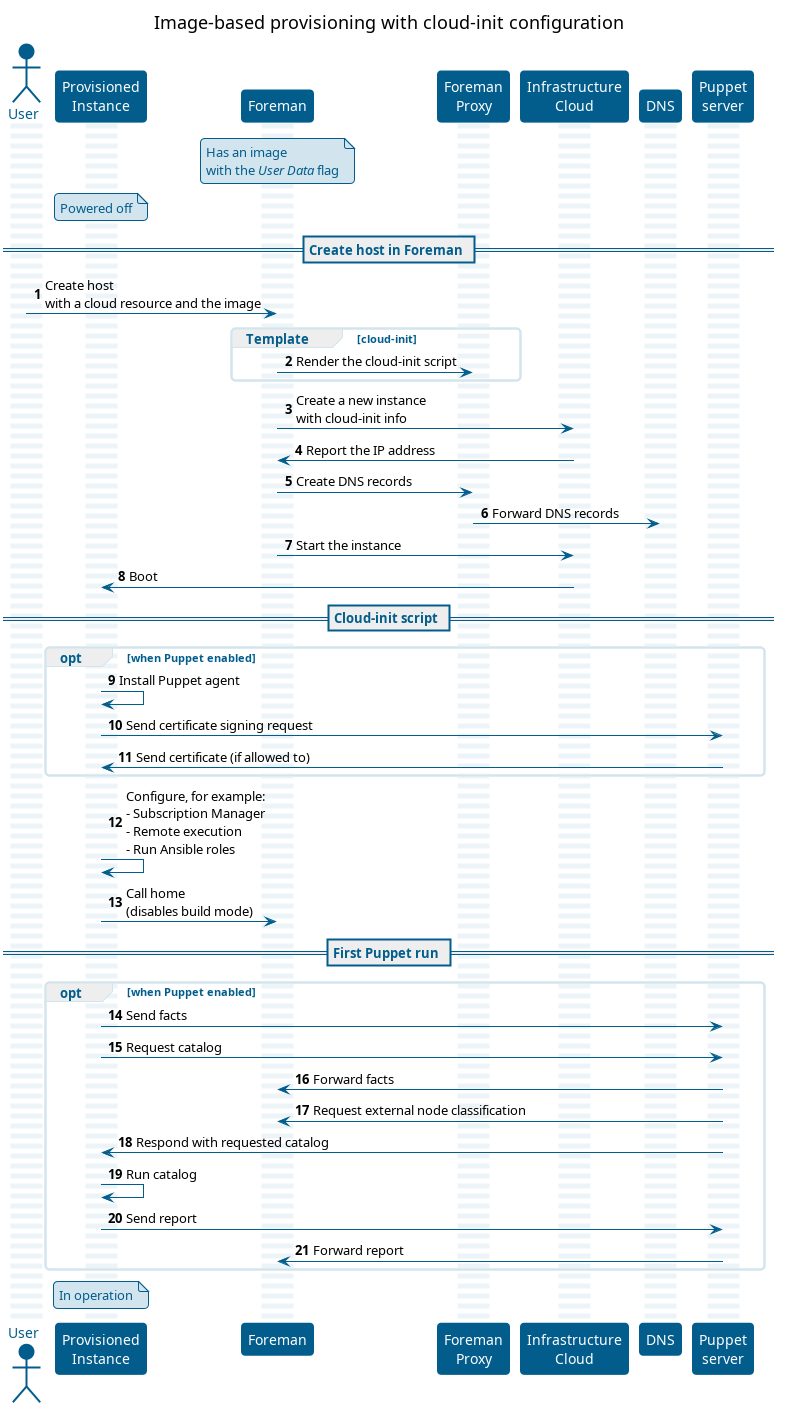 Image-based provisioning with cloud-init configuration
User
Provisioned
Instance
Foreman
Foreman
Proxy
Infrastructure
Cloud
DNS
Puppet
server
Has an image
with the User Data flag
Powered off
Create host in Foreman
1 Create host
with a cloud resource and the image
Template [cloud-init]
2 Render the cloud-init script
3 Create a new instance
with cloud-init info
4 Report the IP address
5 Create DNS records
6 Forward DNS records
7 Start the instance
8 Boot
Cloud-init script
opt [when Puppet enabled]
9 Install Puppet agent
10 Send certificate signing request
11 Send certificate (if allowed to)
12 Configure, for example:
- Subscription Manager
- Remote execution
- Run Ansible roles
13 Call home
(disables build mode)
First Puppet run
opt [when Puppet enabled]
14 Send facts
15 Request catalog
16 Forward facts
17 Request external node classification
18 Respond with requested catalog
19 Run catalog
20 Send report
21 Forward report
In operation
User
Provisioned
Instance
Foreman
Foreman
Proxy
Infrastructure
Cloud
DNS
Puppet
server